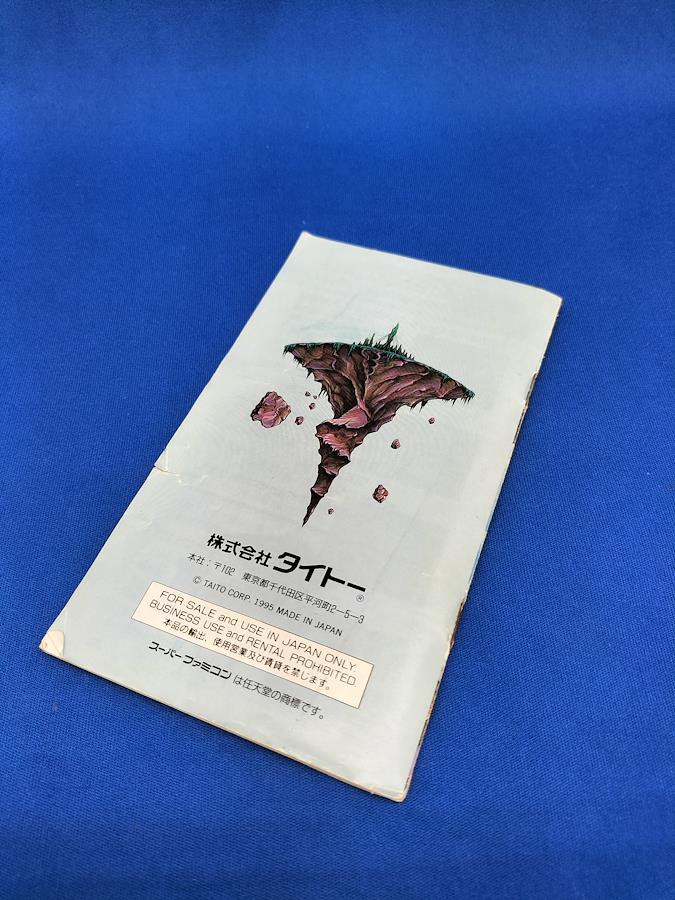 株式会社 タイトー®
本社：〒102 東京都千代田区平河町2—5—3
© TAITO CORP. 1995 MADE IN JAPAN
FOR SALE and USE IN JAPAN ONLY.
BUSINESS USE and RENTAL PROHIBITED.
本品の輸出、使用営業及び賃貸を禁じます。
スーパーファミコンは任天堂の商標です。